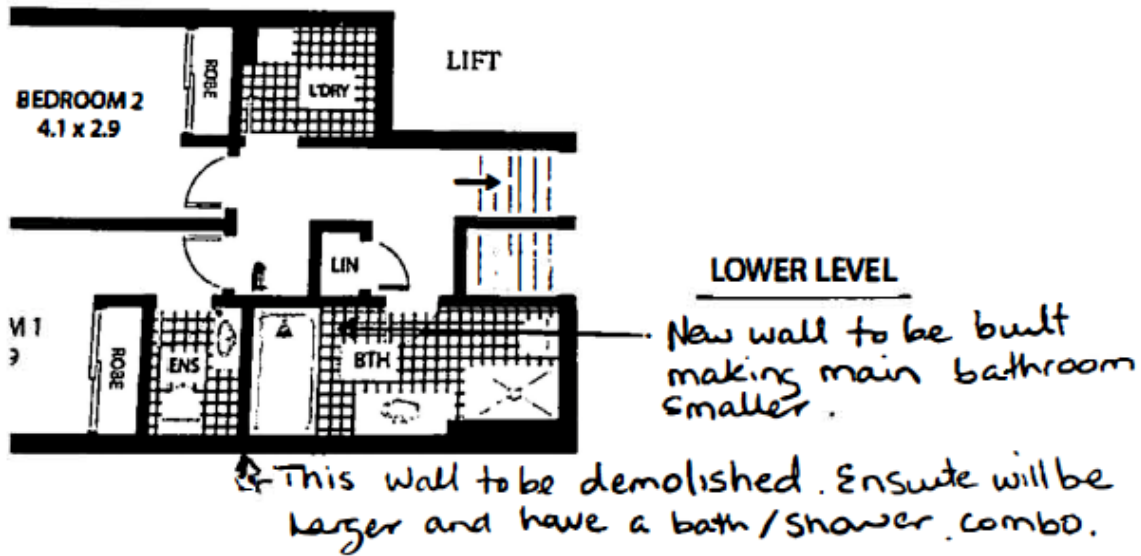 LIFT
ROBE
L'DRY
BEDROOM 2
4.1 x 2.9
LIN
LOWER LEVEL
M 1
9
ROBE
ENS
BTH
New wall to be built
making main bathroom
smaller.
This wall to be demolished. Ensuite will be
larger and have a bath/shower combo.